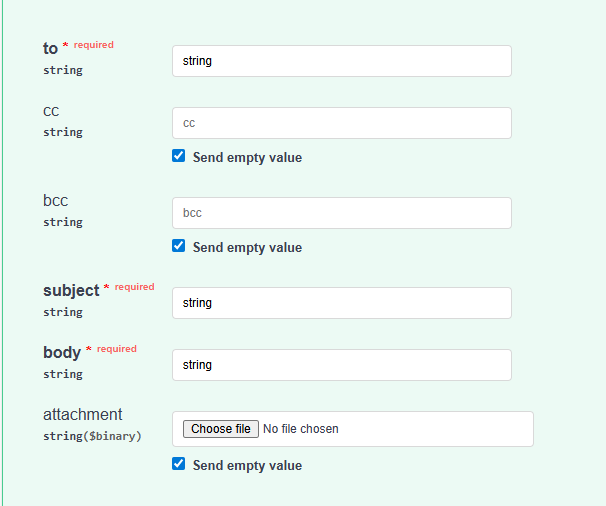 to * required
string
string
cc
string
cc
Send empty value
bcc
string
bcc
Send empty value
subject * required
string
string
body * required
string
string
attachment
string($binary)
Choose file No file chosen
Send empty value